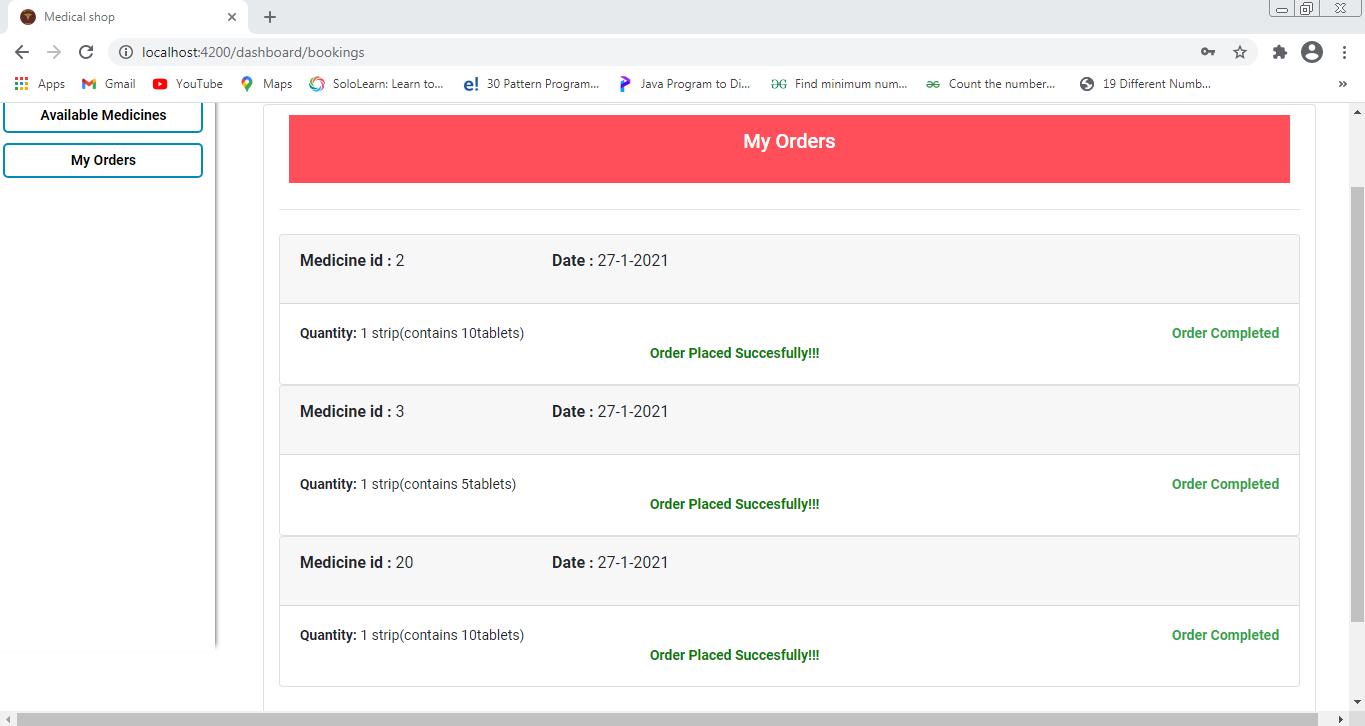 Medical shop
localhost:4200/dashboard/bookings
Apps Gmail YouTube Maps SoloLearn: Learn to... e! 30 Pattern Program... Java Program to Di... Find minimum num... Count the number... 19 Different Numb... »
Available Medicines
My Orders
My Orders
Medicine id : 2 Date : 27-1-2021
Quantity: 1 strip(contains 10tablets) Order Completed
Order Placed Succesfully!!!
Medicine id : 3 Date : 27-1-2021
Quantity: 1 strip(contains 5tablets) Order Completed
Order Placed Succesfully!!!
Medicine id : 20 Date : 27-1-2021
Quantity: 1 strip(contains 10tablets) Order Completed
Order Placed Succesfully!!!